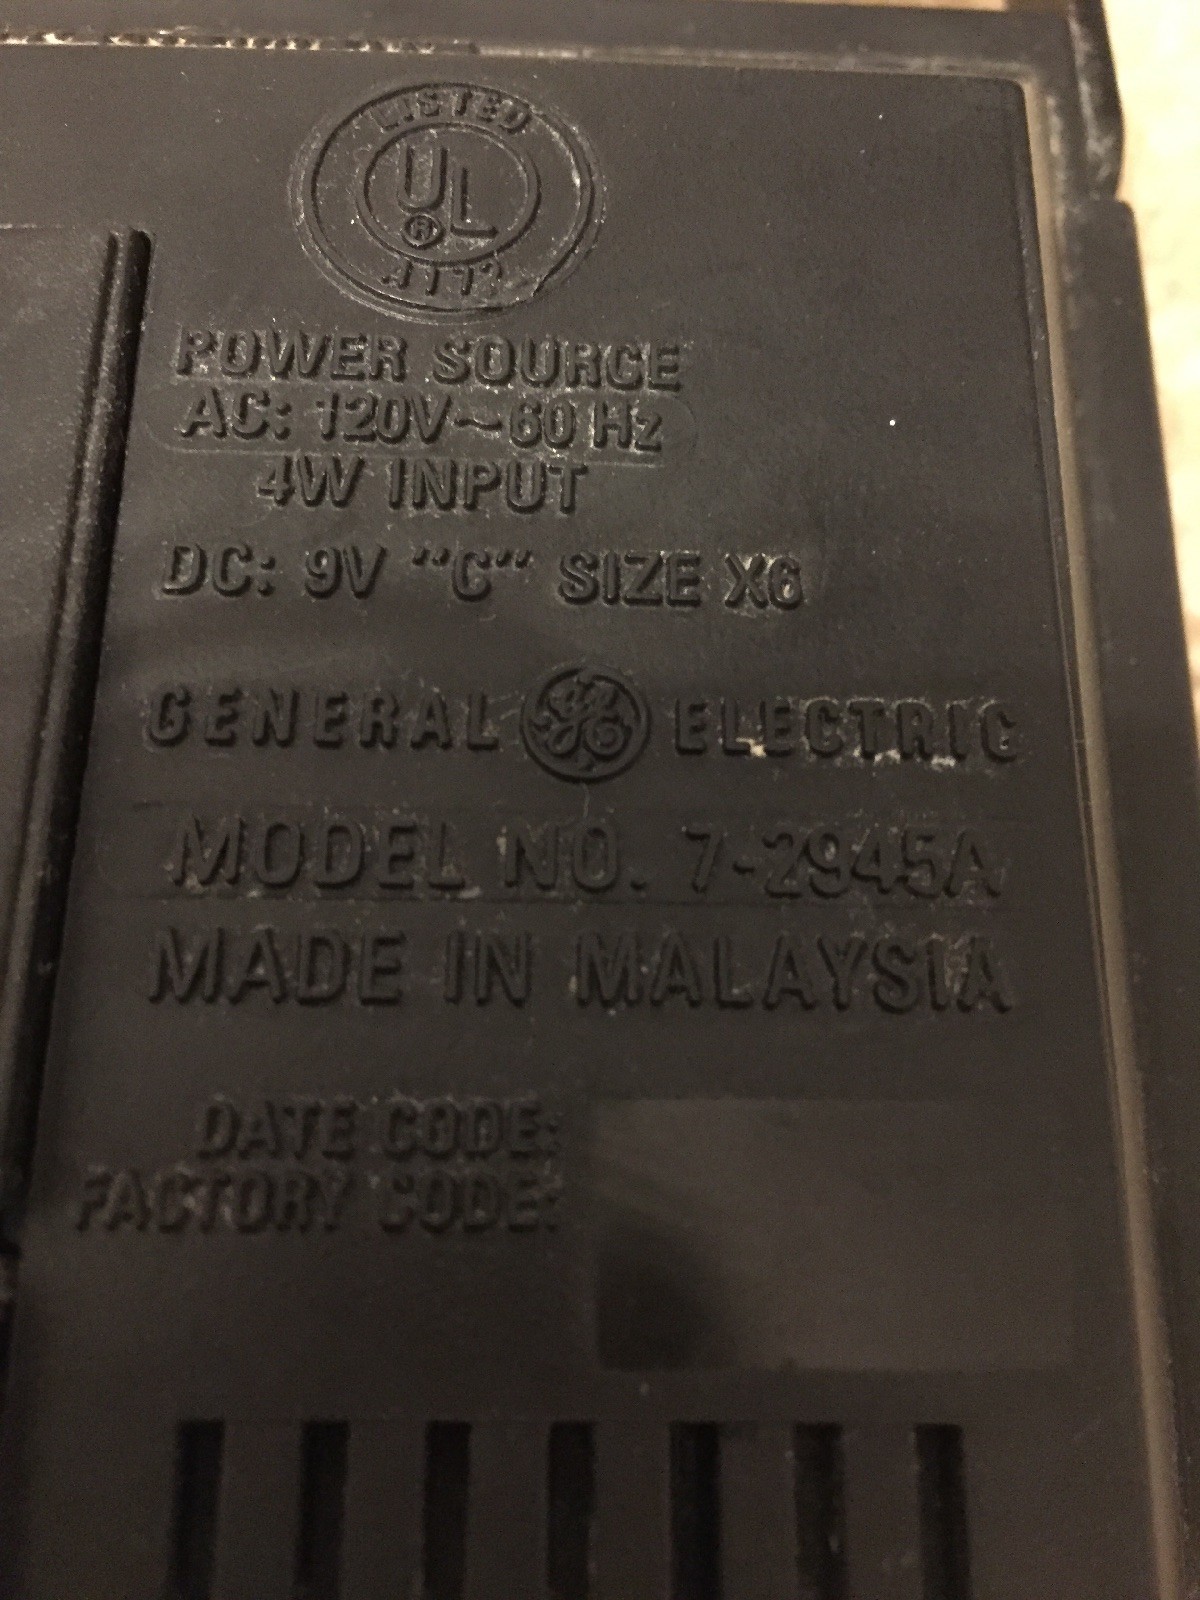 LISTED
UL
®
POWER SOURCE
AC: 120V~60 Hz
4W INPUT
DC: 9V "C" SIZE X6
GENERAL GE ELECTRIC
MODEL NO. 7-2945A
MADE IN MALAYSIA
DATE CODE:
FACTORY CODE: